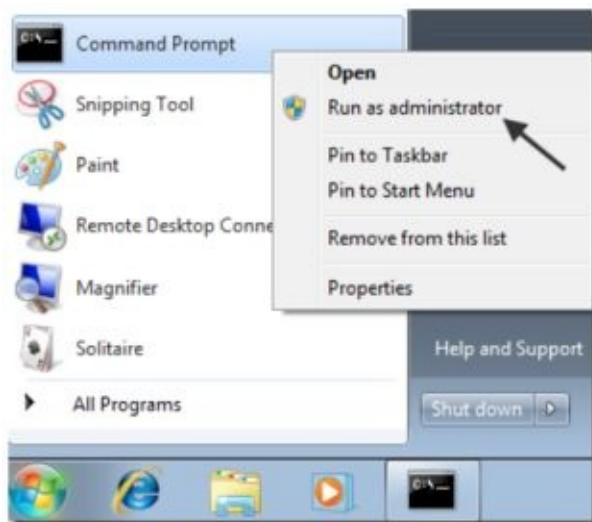 C:\_
Command Prompt
Open
Snipping Tool
Run as administrator
Paint
Pin to Taskbar
Pin to Start Menu
Remote Desktop Conne
Remove from this list
Magnifier
Properties
Solitaire
Help and Support
All Programs
Shut down
C:\_